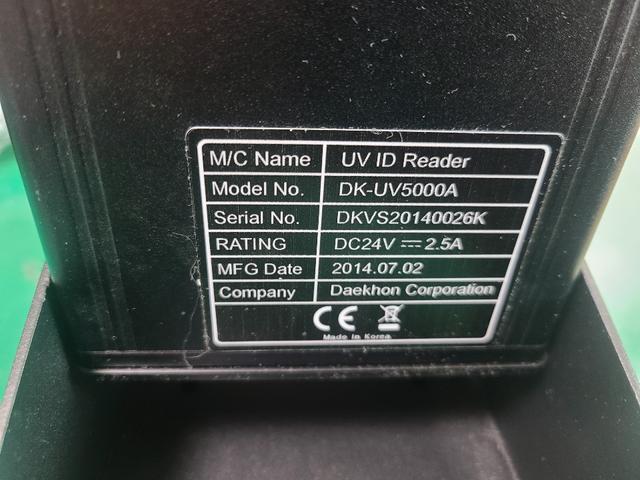 M/C Name UV ID Reader
Model No. DK-UV5000A
Serial No. DKVS20140026K
RATING DC24V ⎓ 2.5A
MFG Date 2014.07.02
Company Daekhon Corporation
CE
Made in Korea